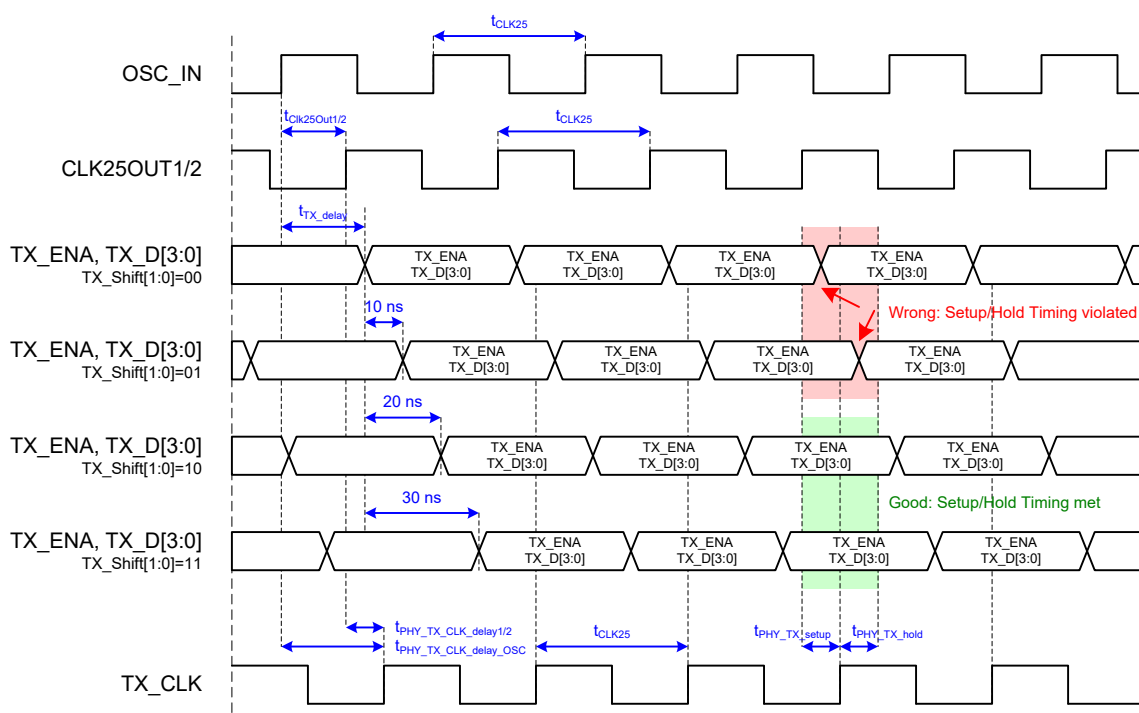 tCLK25
OSC_IN
tClk25Out1/2
tCLK25
CLK25OUT1/2
tTX_delay
TX_ENA, TX_D[3:0]
TX_Shift[1:0]=00
TX_ENA
TX_D[3:0]
TX_ENA
TX_D[3:0]
TX_ENA
TX_D[3:0]
TX_ENA
TX_D[3:0]
10 ns
Wrong: Setup/Hold Timing violated
TX_ENA, TX_D[3:0]
TX_Shift[1:0]=01
TX_ENA
TX_D[3:0]
TX_ENA
TX_D[3:0]
TX_ENA
TX_D[3:0]
TX_ENA
TX_D[3:0]
20 ns
TX_ENA, TX_D[3:0]
TX_Shift[1:0]=10
TX_ENA
TX_D[3:0]
TX_ENA
TX_D[3:0]
TX_ENA
TX_D[3:0]
TX_ENA
TX_D[3:0]
30 ns
Good: Setup/Hold Timing met
TX_ENA, TX_D[3:0]
TX_Shift[1:0]=11
TX_ENA
TX_D[3:0]
TX_ENA
TX_D[3:0]
TX_ENA
TX_D[3:0]
TX_ENA
TX_D[3:0]
tPHY_TX_CLK_delay1/2
tCLK25
tPHY_TX_setup
tPHY_TX_hold
tPHY_TX_CLK_delay_OSC
TX_CLK